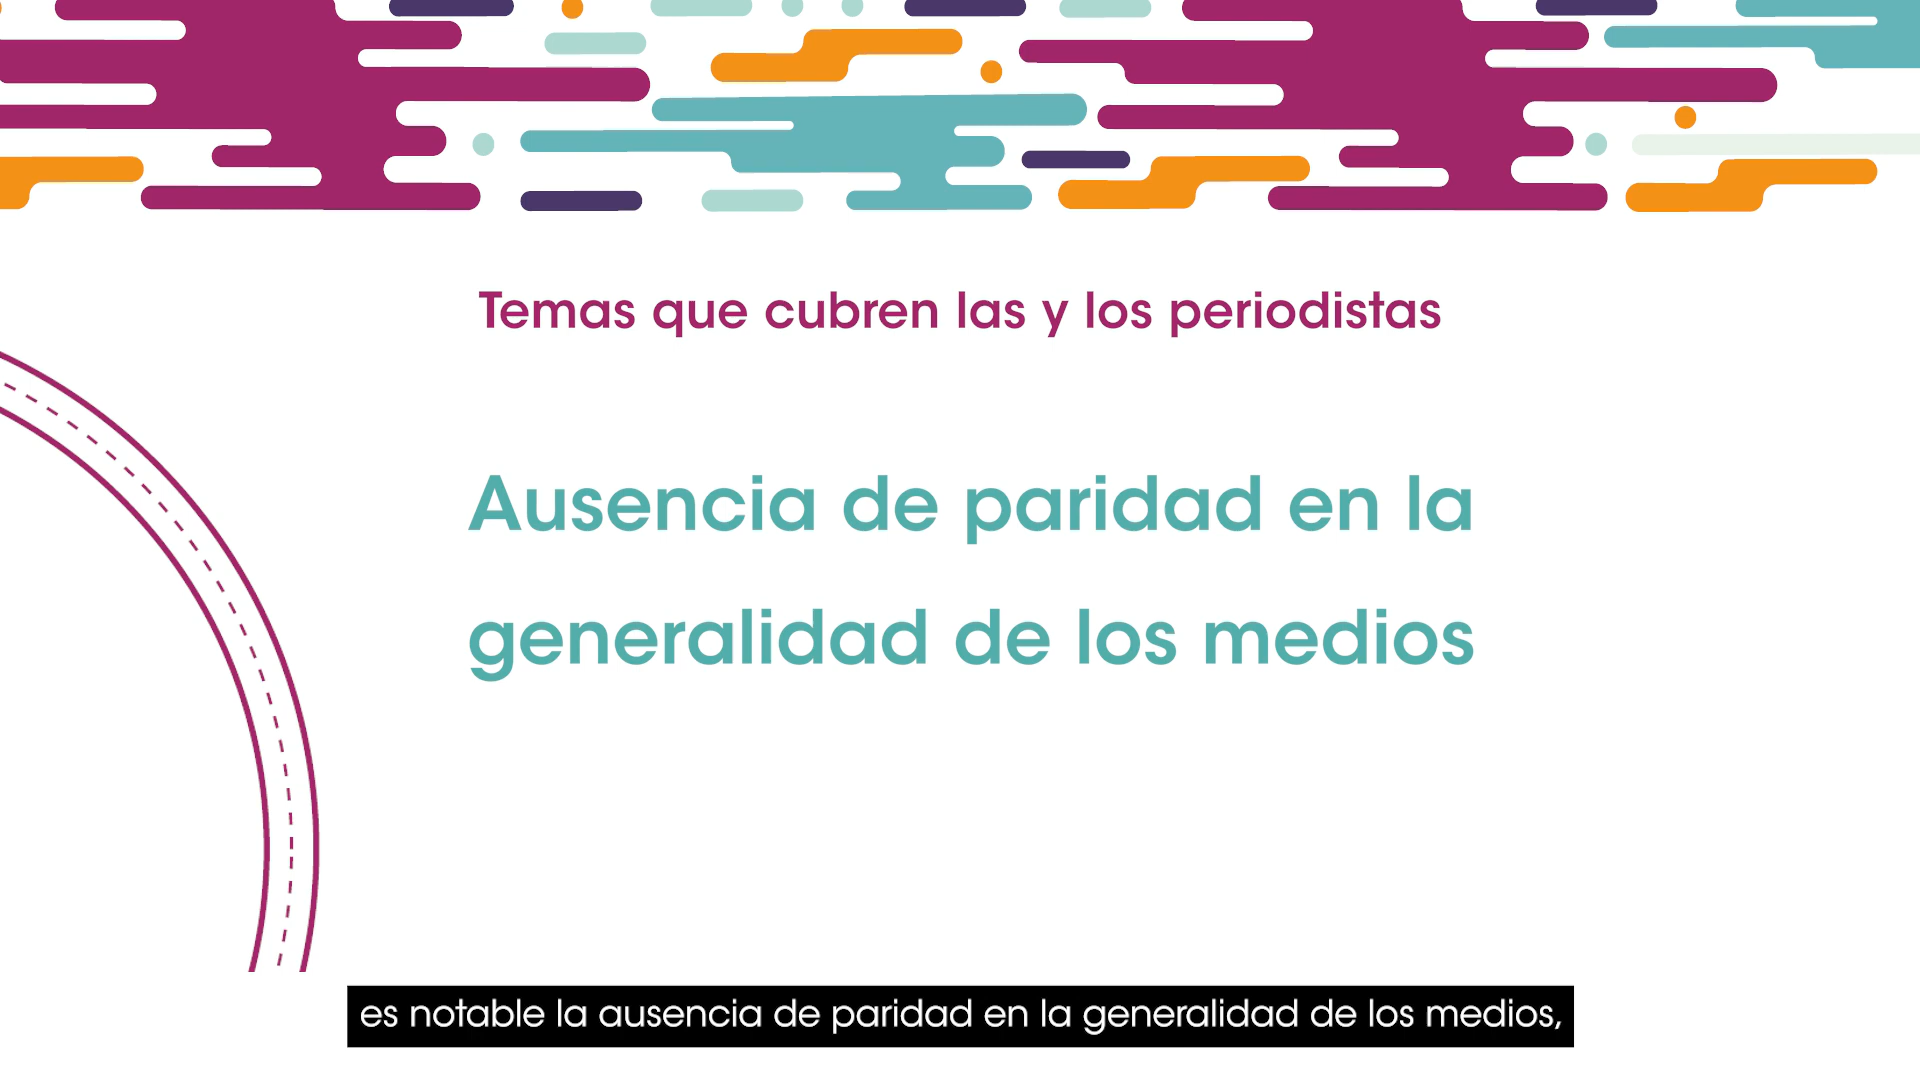 Temas que cubren las y los periodistas
Ausencia de paridad en la
generalidad de los medios
es notable la ausencia de paridad en la generalidad de los medios,